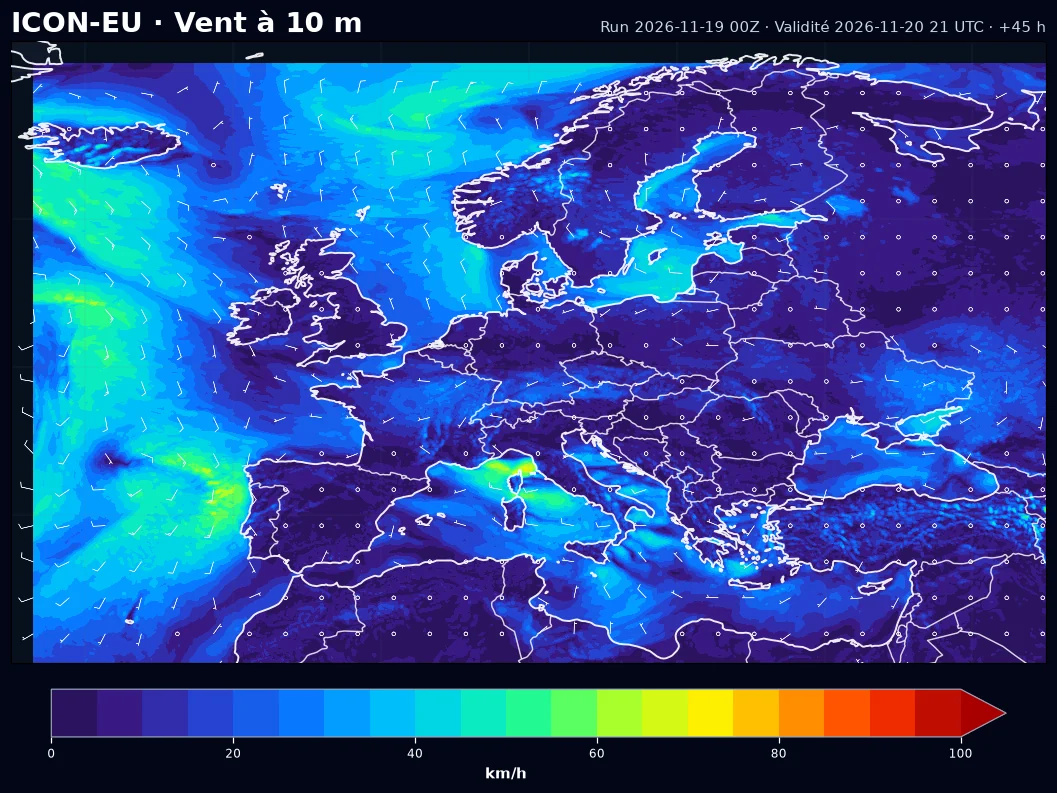 ICON-EU · Vent à 10 m
Run 2026-11-19 00Z · Validité 2026-11-20 21 UTC · +45 h
0 20 40 60 80 100
km/h